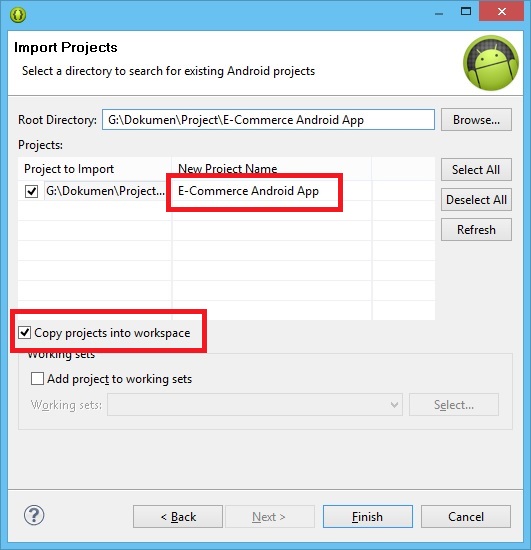 Import Projects
Select a directory to search for existing Android projects
Root Directory: G:\Dokumen\Project\E-Commerce Android App Browse...
Projects:
Project to Import New Project Name
G:\Dokumen\Project... E-Commerce Android App
Select All
Deselect All
Refresh
Copy projects into workspace
Working sets
Add project to working sets
Working sets: Select...
? < Back Next > Finish Cancel